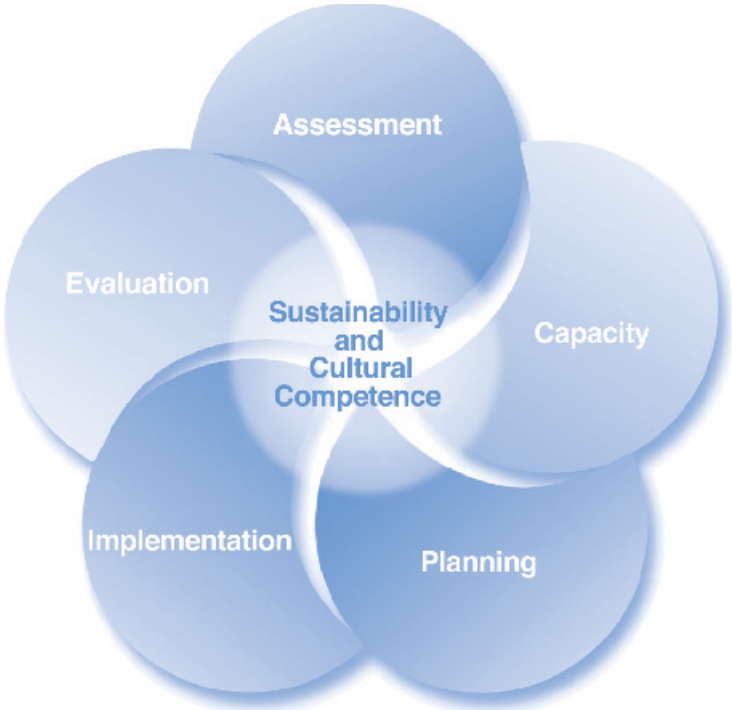 Assessment
Capacity
Planning
Implementation
Evaluation
Sustainability
and
Cultural
Competence